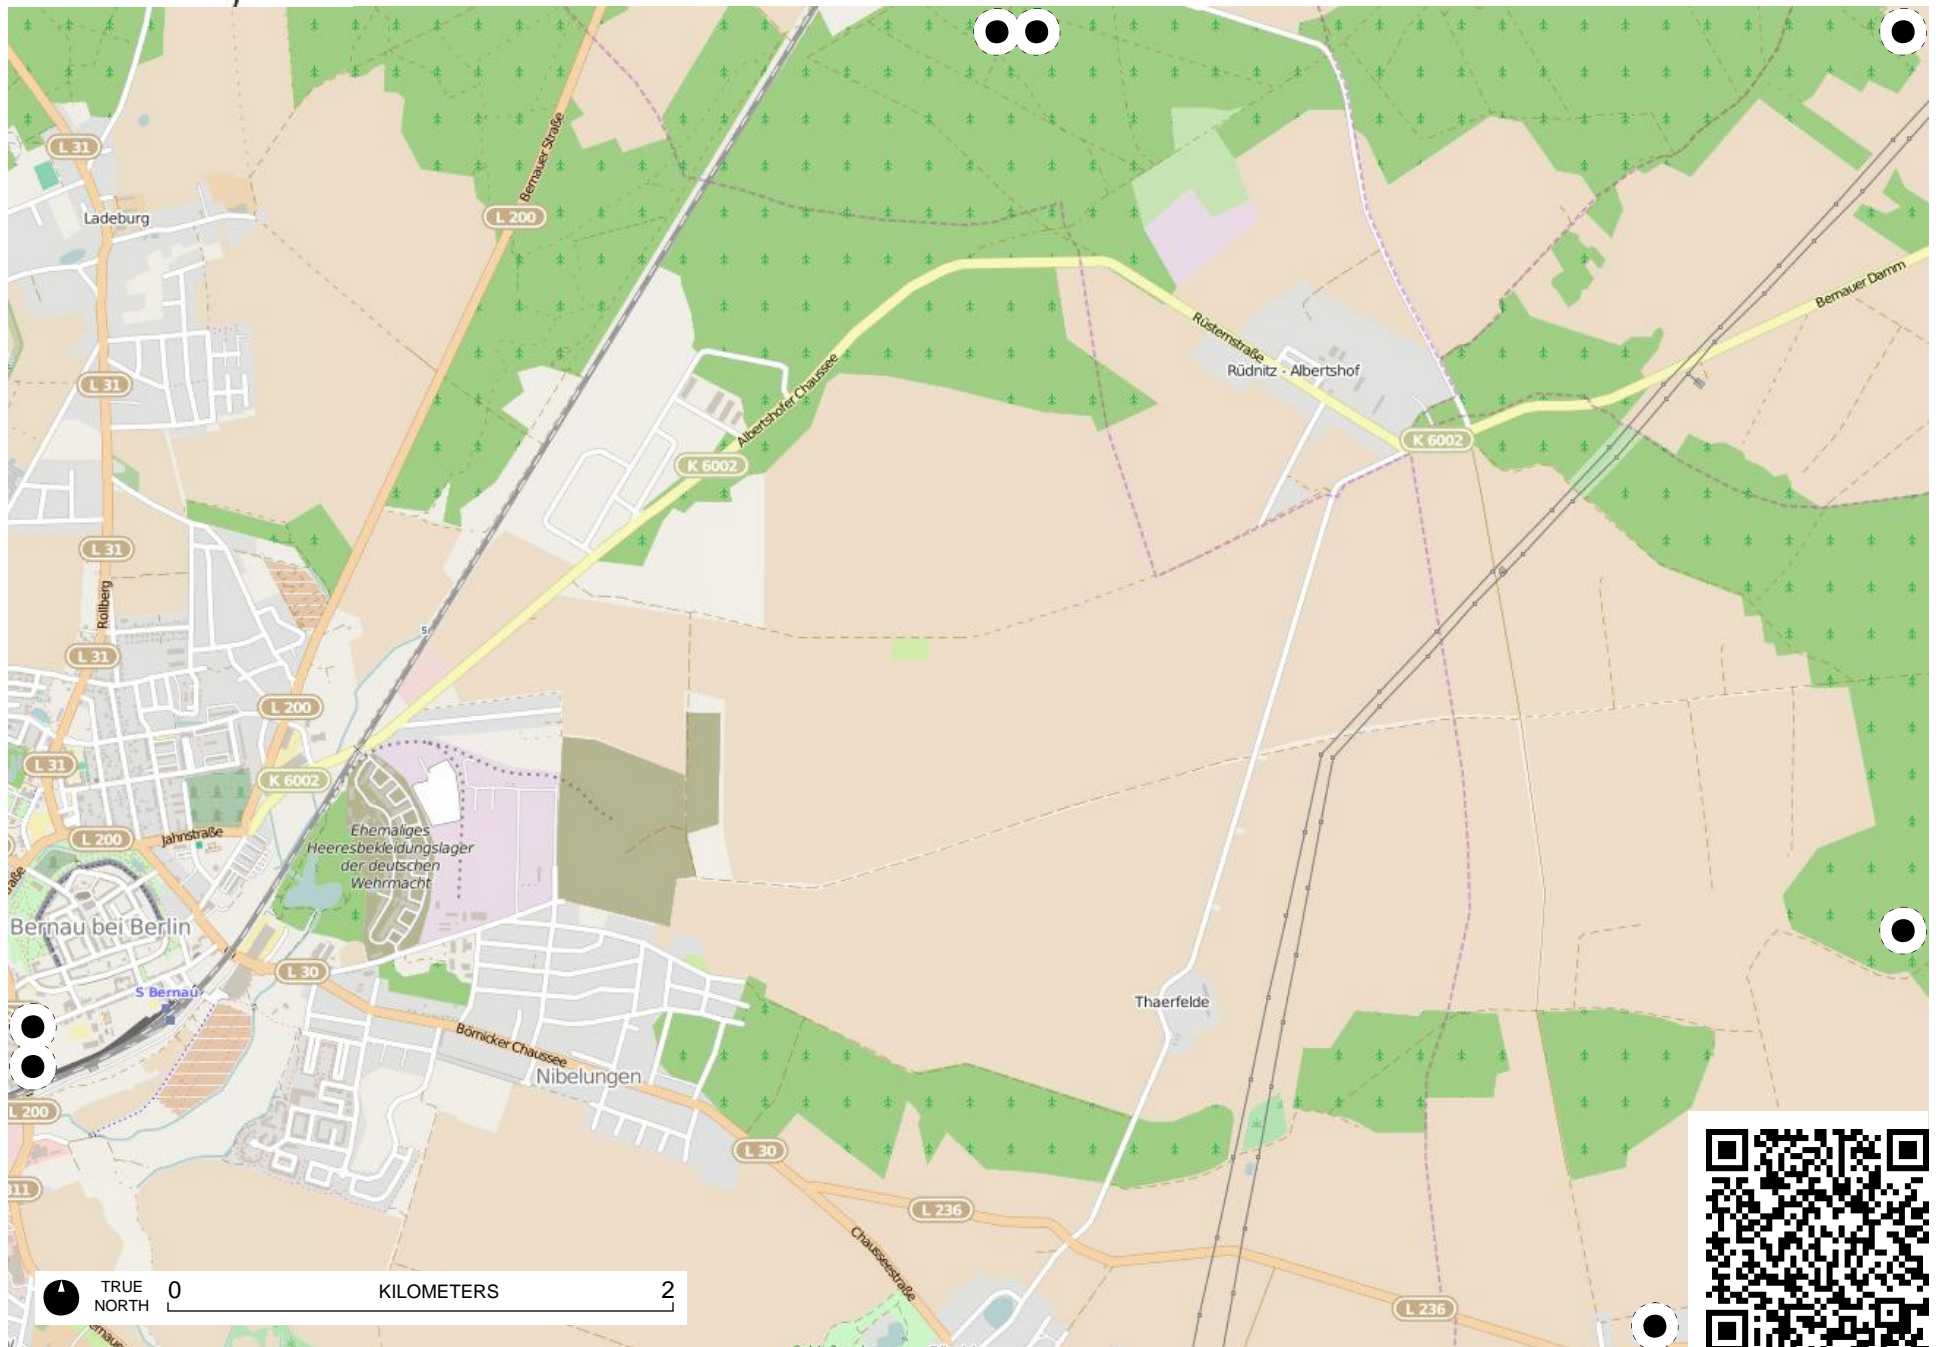 Bernauer Straße
L 31
L 200
Ladeburg
Bernauer Damm
Rüsternstraße
Albertshofer Chaussee
Rüdnitz - Albertshof
L 31
K 6002
K 6002
L 31
Rollberg
5
L 31
L 200
L 31
K 6002
L 200
Jahnstraße
Ehemaliges
Heeresbekleidungslager
der deutschen
Wehrmacht
Bernau bei Berlin
L 30
S Bernau
Thaerfelde
Börnicker Chaussee
Nibelungen
L 200
L 30
L 236
Chausseestraße
TRUE
NORTH
0
KILOMETERS
2
L 236